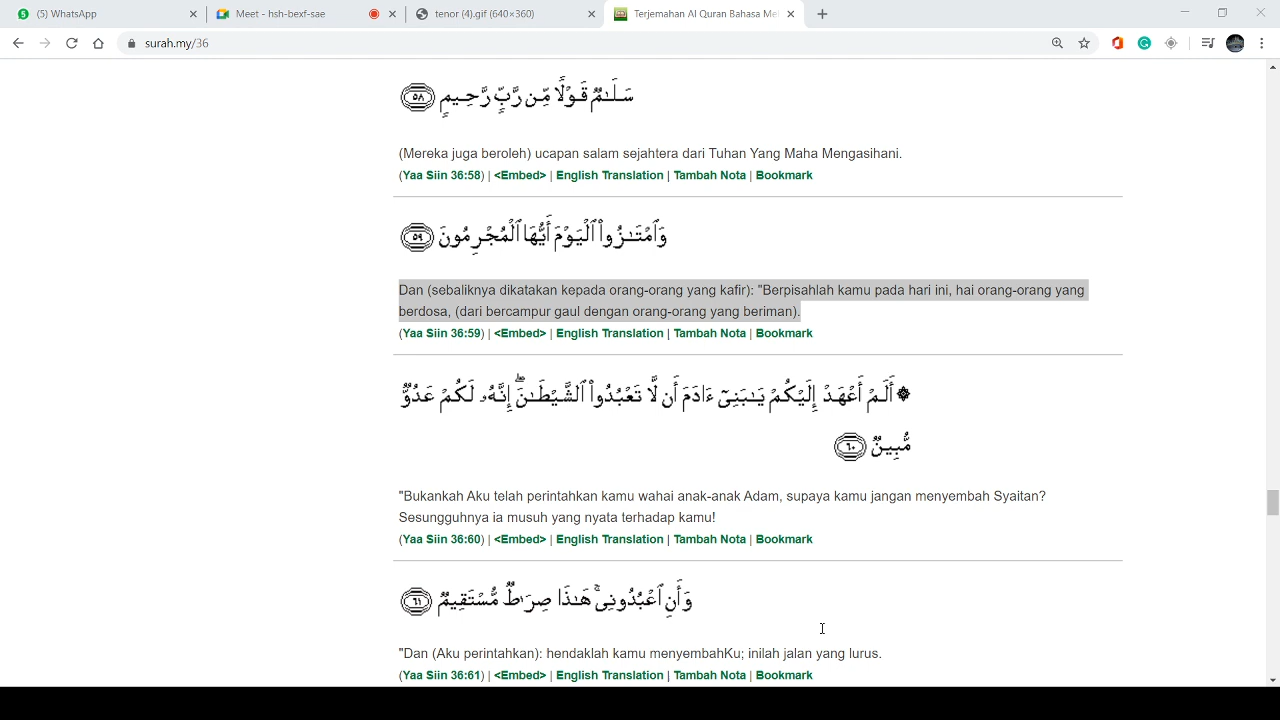 (5) WhatsApp
Meet - hsh-bexf-sae
tenor (4).gif (640×360)
Terjemahan Al Quran Bahasa Mel
surah.my/36
سَلَـٰمٌ قَوْلًا مِّن رَّبٍّ رَّحِيمٍ ٥٨
(Mereka juga beroleh) ucapan salam sejahtera dari Tuhan Yang Maha Mengasihani.
(Yaa Siin 36:58) | <Embed> | English Translation | Tambah Nota | Bookmark
وَٱمْتَـٰزُوا۟ ٱلْيَوْمَ أَيُّهَا ٱلْمُجْرِمُونَ ٥٩
Dan (sebaliknya dikatakan kepada orang-orang yang kafir): "Berpisahlah kamu pada hari ini, hai orang-orang yang
berdosa, (dari bercampur gaul dengan orang-orang yang beriman).
(Yaa Siin 36:59) | <Embed> | English Translation | Tambah Nota | Bookmark
۞ أَلَمْ أَعْهَدْ إِلَيْكُمْ يَـٰبَنِىٓ ءَادَمَ أَن لَّا تَعْبُدُوا۟ ٱلشَّيْطَـٰنَ ۖ إِنَّهُۥ لَكُمْ عَدُوٌّ
مُّبِينٌ ٦٠
"Bukankah Aku telah perintahkan kamu wahai anak-anak Adam, supaya kamu jangan menyembah Syaitan?
Sesungguhnya ia musuh yang nyata terhadap kamu!
(Yaa Siin 36:60) | <Embed> | English Translation | Tambah Nota | Bookmark
وَأَنِ ٱعْبُدُونِى ۚ هَـٰذَا صِرَٰطٌ مُّسْتَقِيمٌ ٦١
"Dan (Aku perintahkan): hendaklah kamu menyembahKu; inilah jalan yang lurus.
(Yaa Siin 36:61) | <Embed> | English Translation | Tambah Nota | Bookmark